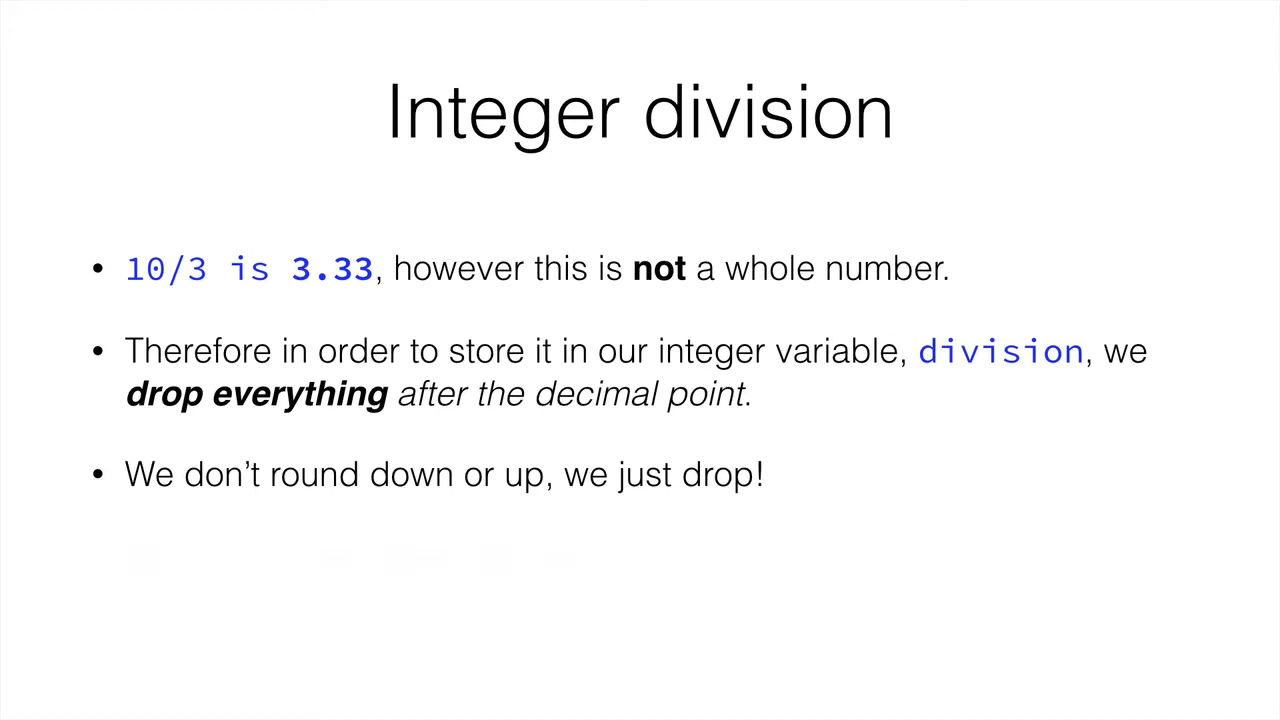 Integer division
• 10/3 is 3.33, however this is not a whole number.
• Therefore in order to store it in our integer variable, division, we
drop everything after the decimal point.
• We don’t round down or up, we just drop!